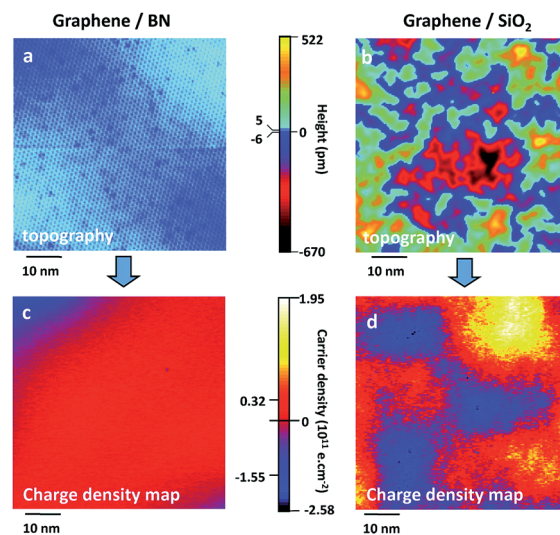 Graphene / BN
Graphene / SiO₂
a
topography
10 nm
522
5
-6
0
-670
Height (pm)
b
topography
10 nm
c
Charge density map
10 nm
1.95
0.32
0
-1.55
-2.58
Carrier density (10¹¹ e.cm⁻²)
d
Charge density map
10 nm